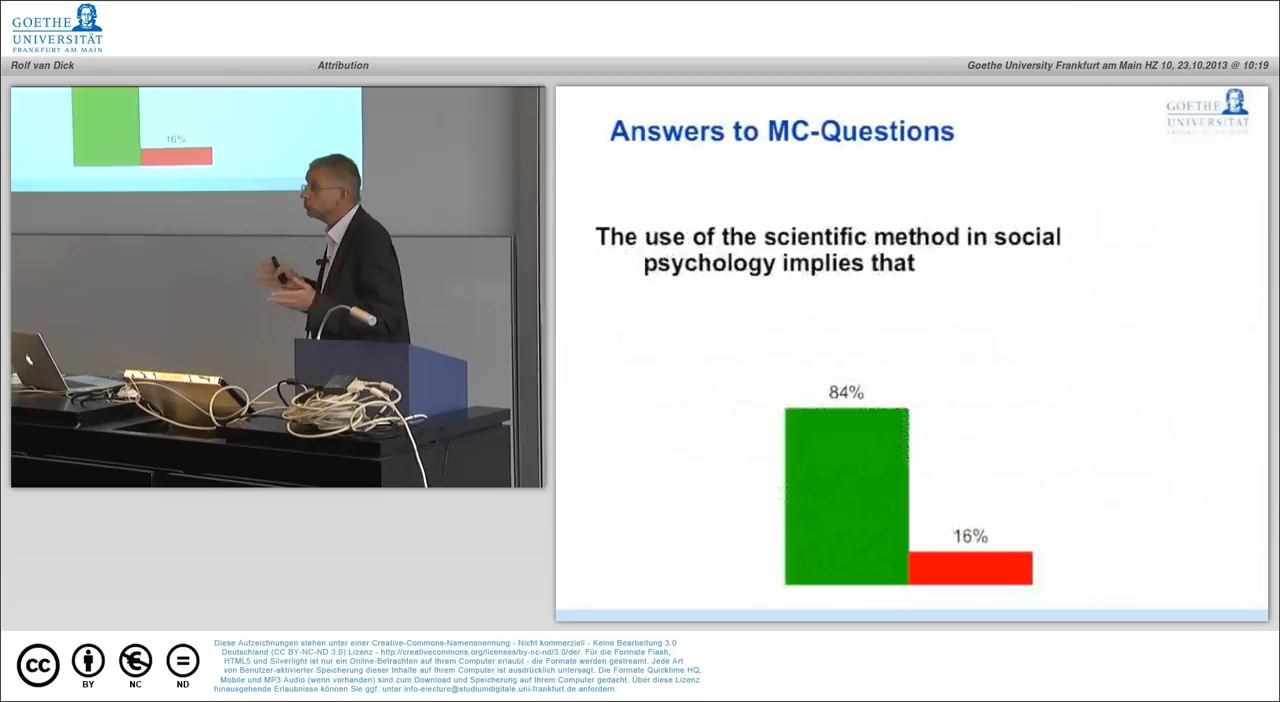 GOETHE
UNIVERSITÄT
FRANKFURT AM MAIN
Rolf van Dick
Attribution
Goethe University Frankfurt am Main HZ 10, 23.10.2013 @ 10:19
16%
GOETHE
UNIVERSITÄT
Answers to MC-Questions
The use of the scientific method in social
psychology implies that
84%
16%
cc
BY
NC
ND
Diese Aufzeichnungen stehen unter einer Creative-Commons-Namensnennung - Nicht kommerziell - Keine Bearbeitung 3.0
Deutschland (CC BY-NC-ND 3.0) Lizenz - http://creativecommons.org/licenses/by-nc-nd/3.0/de/. Für die Formate Flash,
HTML5 und Silverlight ist nur ein Online-Betrachten auf Ihrem Computer erlaubt - die Formate werden gestreamt. Jede Art
von Benutzer-aktivierter Speicherung dieser Inhalte auf Ihrem Computer ist ausdrücklich untersagt. Die Formate Quicktime HQ,
Mobile und MP3 Audio (wenn vorhanden) sind zum Download und Speicherung auf Ihrem Computer gedacht. Über diese Lizenz
hinausgehende Erlaubnisse können Sie ggf. unter info-electure@studiumdigitale.uni-frankfurt.de anfordern.